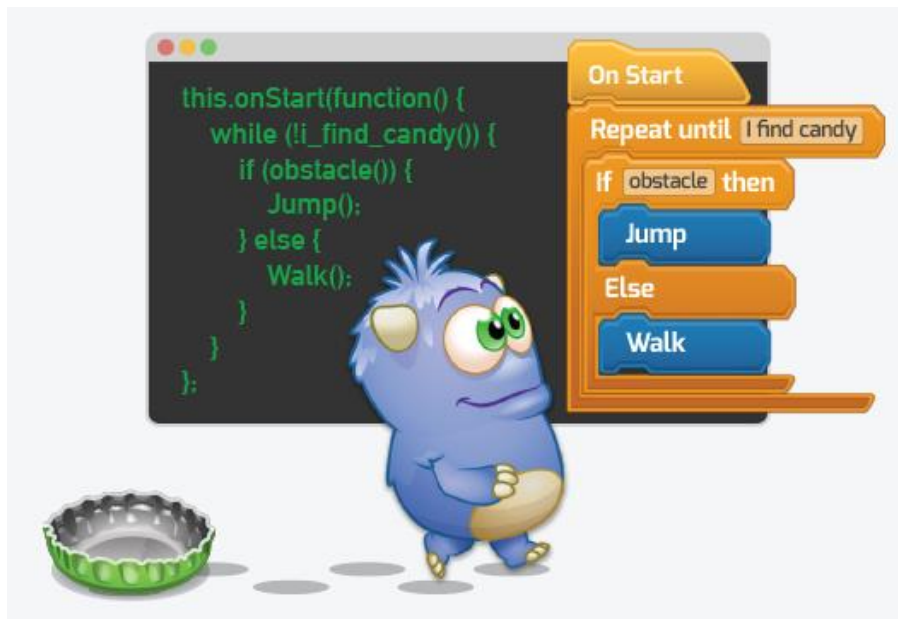 this.onStart(function() {
while (!i_find_candy()) {
if (obstacle()) {
Jump();
} else {
Walk();
}
}
};
On Start
Repeat until I find candy
If obstacle then
Jump
Else
Walk